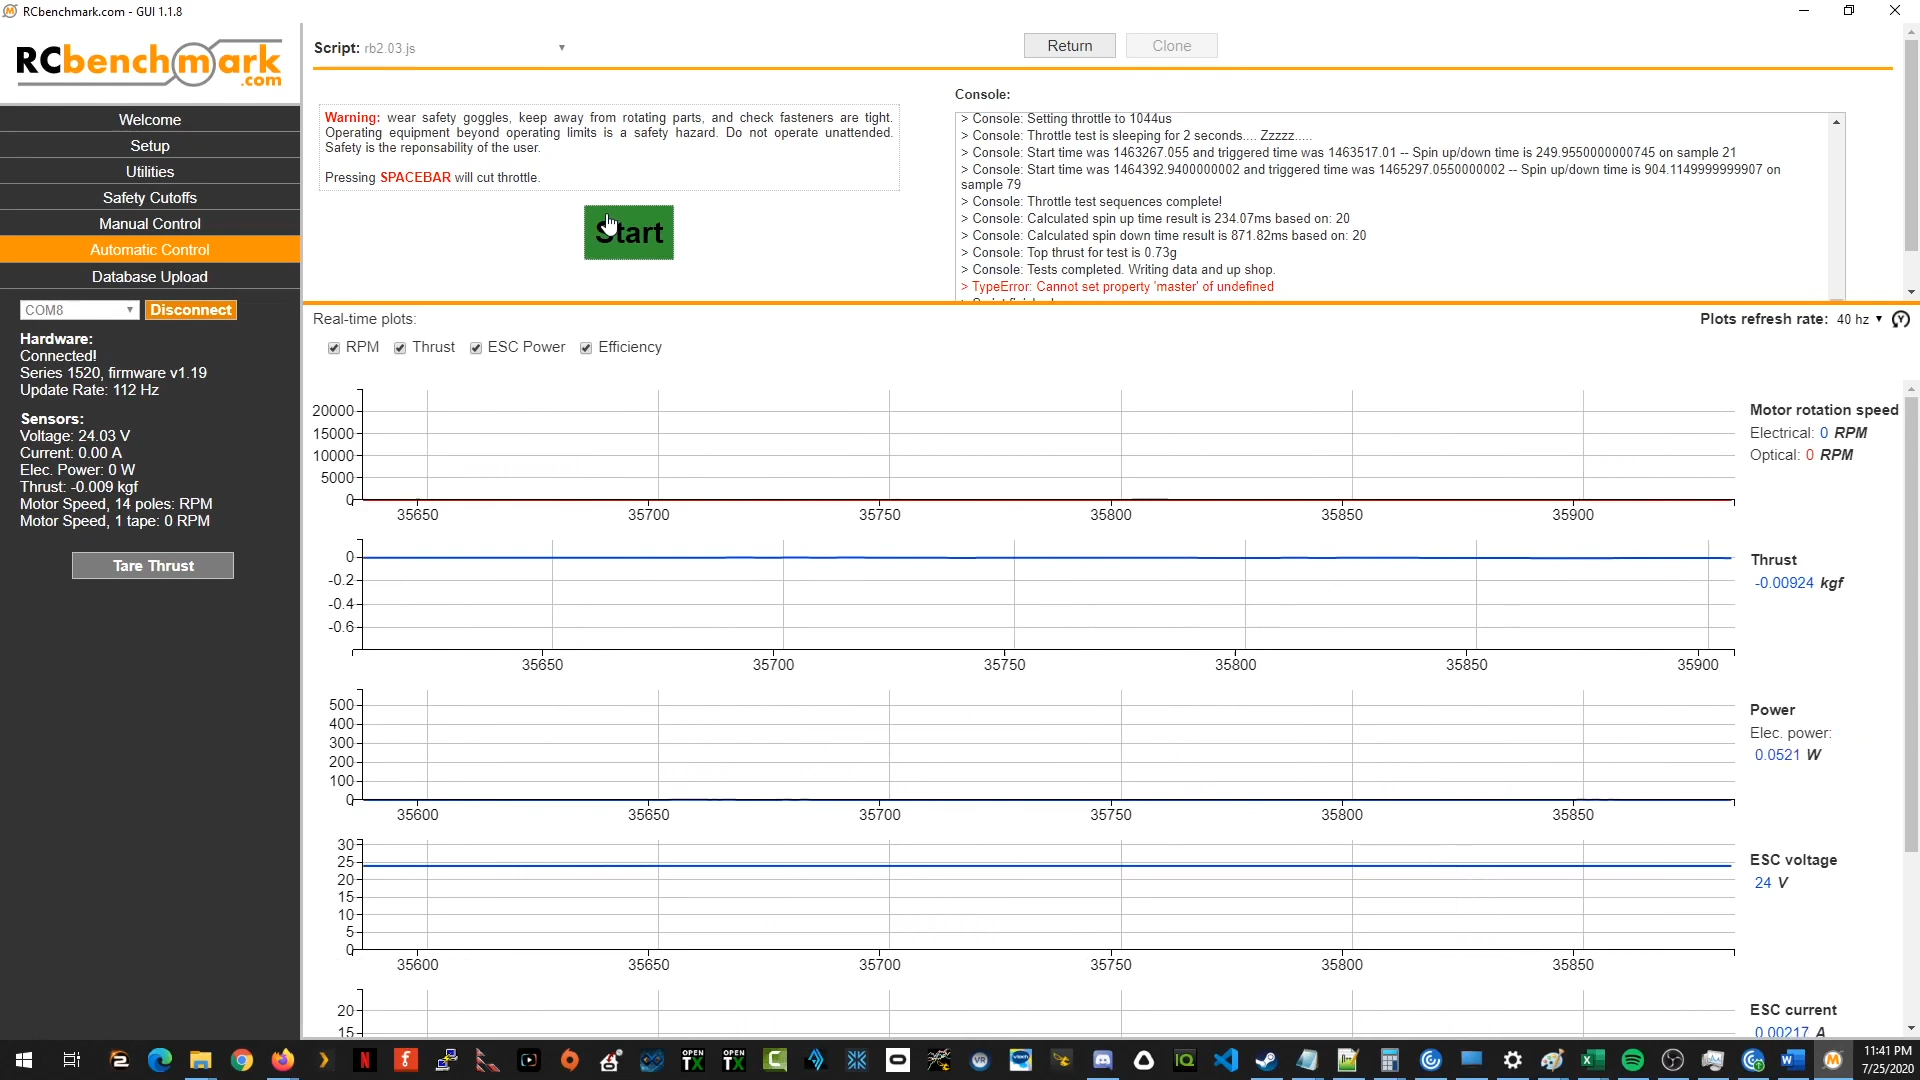 RCbenchmark.com - GUI 1.1.8
RCbenchmark
.com
Script: rb2.03.js
Return
Clone
Welcome
Setup
Utilities
Safety Cutoffs
Manual Control
Automatic Control
Database Upload
COM8
Disconnect
Hardware:
Connected!
Series 1520, firmware v1.19
Update Rate: 112 Hz
Sensors:
Voltage: 24.03 V
Current: 0.00 A
Elec. Power: 0 W
Thrust: -0.009 kgf
Motor Speed, 14 poles: RPM
Motor Speed, 1 tape: 0 RPM
Tare Thrust
Warning: wear safety goggles, keep away from rotating parts, and check fasteners are tight.
Operating equipment beyond operating limits is a safety hazard. Do not operate unattended.
Safety is the reponsability of the user.
Pressing SPACEBAR will cut throttle.
Start
Console:
> Console: Setting throttle to 1044us
> Console: Throttle test is sleeping for 2 seconds.... Zzzzz.....
> Console: Start time was 1463267.055 and triggered time was 1463517.01 -- Spin up/down time is 249.9550000000745 on sample 21
> Console: Start time was 1464392.9400000002 and triggered time was 1465297.0550000002 -- Spin up/down time is 904.1149999999907 on
sample 79
> Console: Throttle test sequences complete!
> Console: Calculated spin up time result is 234.07ms based on: 20
> Console: Calculated spin down time result is 871.82ms based on: 20
> Console: Top thrust for test is 0.73g
> Console: Tests completed. Writing data and up shop.
> TypeError: Cannot set property 'master' of undefined
Real-time plots:
Plots refresh rate: 40 hz
RPM Thrust ESC Power Efficiency
20000
15000
10000
5000
0
35650 35700 35750 35800 35850 35900
Motor rotation speed
Electrical: 0 RPM
Optical: 0 RPM
0
-0.2
-0.4
-0.6
35650 35700 35750 35800 35850 35900
Thrust
-0.00924 kgf
500
400
300
200
100
0
35600 35650 35700 35750 35800 35850
Power
Elec. power:
0.0521 W
30
25
20
15
10
5
0
35600 35650 35700 35750 35800 35850
ESC voltage
24 V
20
15
ESC current
0.00217 A
OPEN
TX
OPEN
TX
VR
IQ
11:41 PM
7/25/2020